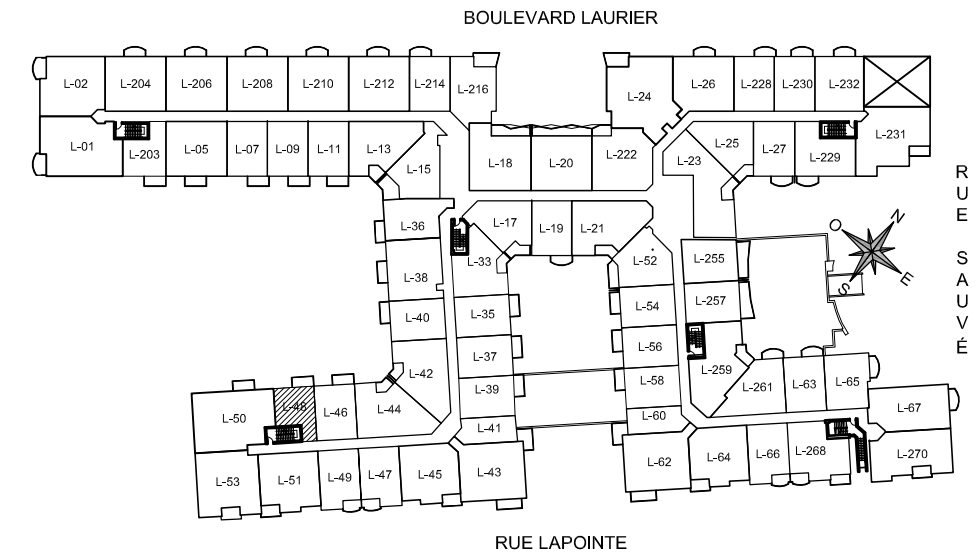 BOULEVARD LAURIER
L-02 L-204 L-206 L-208 L-210 L-212 L-214 L-216 L-24 L-26 L-228 L-230 L-232
L-01 L-203 L-05 L-07 L-09 L-11 L-13 L-15 L-18 L-20 L-222 L-23 L-25 L-27 L-229 L-231
RUE SAUVÉ
L-36 L-17 L-19 L-21
N
O
E
S
L-33 L-52 L-255
L-38
L-35 L-54 L-257
L-40
L-37 L-56
L-42 L-39 L-58 L-259 L-261 L-63 L-65
L-50 L-48 L-46 L-44 L-41 L-60 L-67
L-53 L-51 L-49 L-47 L-45 L-43 L-62 L-64 L-66 L-268 L-270
RUE LAPOINTE